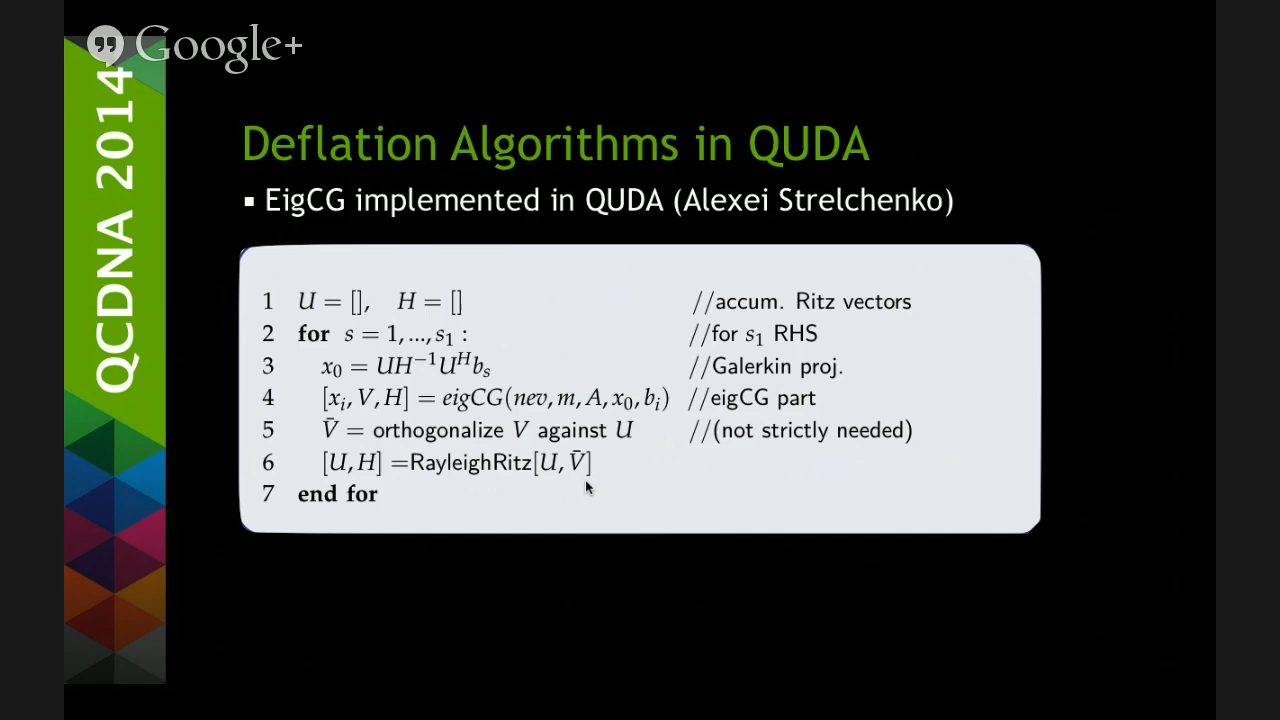 Google+
QCDNA 2014
Deflation Algorithms in QUDA
▪ EigCG implemented in QUDA (Alexei Strelchenko)
1 U = [], H = [] //accum. Ritz vectors
2 for s = 1, ..., s₁ : //for s₁ RHS
3 x₀ = UH⁻¹Uᴴbₛ //Galerkin proj.
4 [xᵢ, V, H] = eigCG(nev, m, A, x₀, bᵢ) //eigCG part
5 V̄ = orthogonalize V against U //(not strictly needed)
6 [U, H] =RayleighRitz[U, V̄]
7 end for